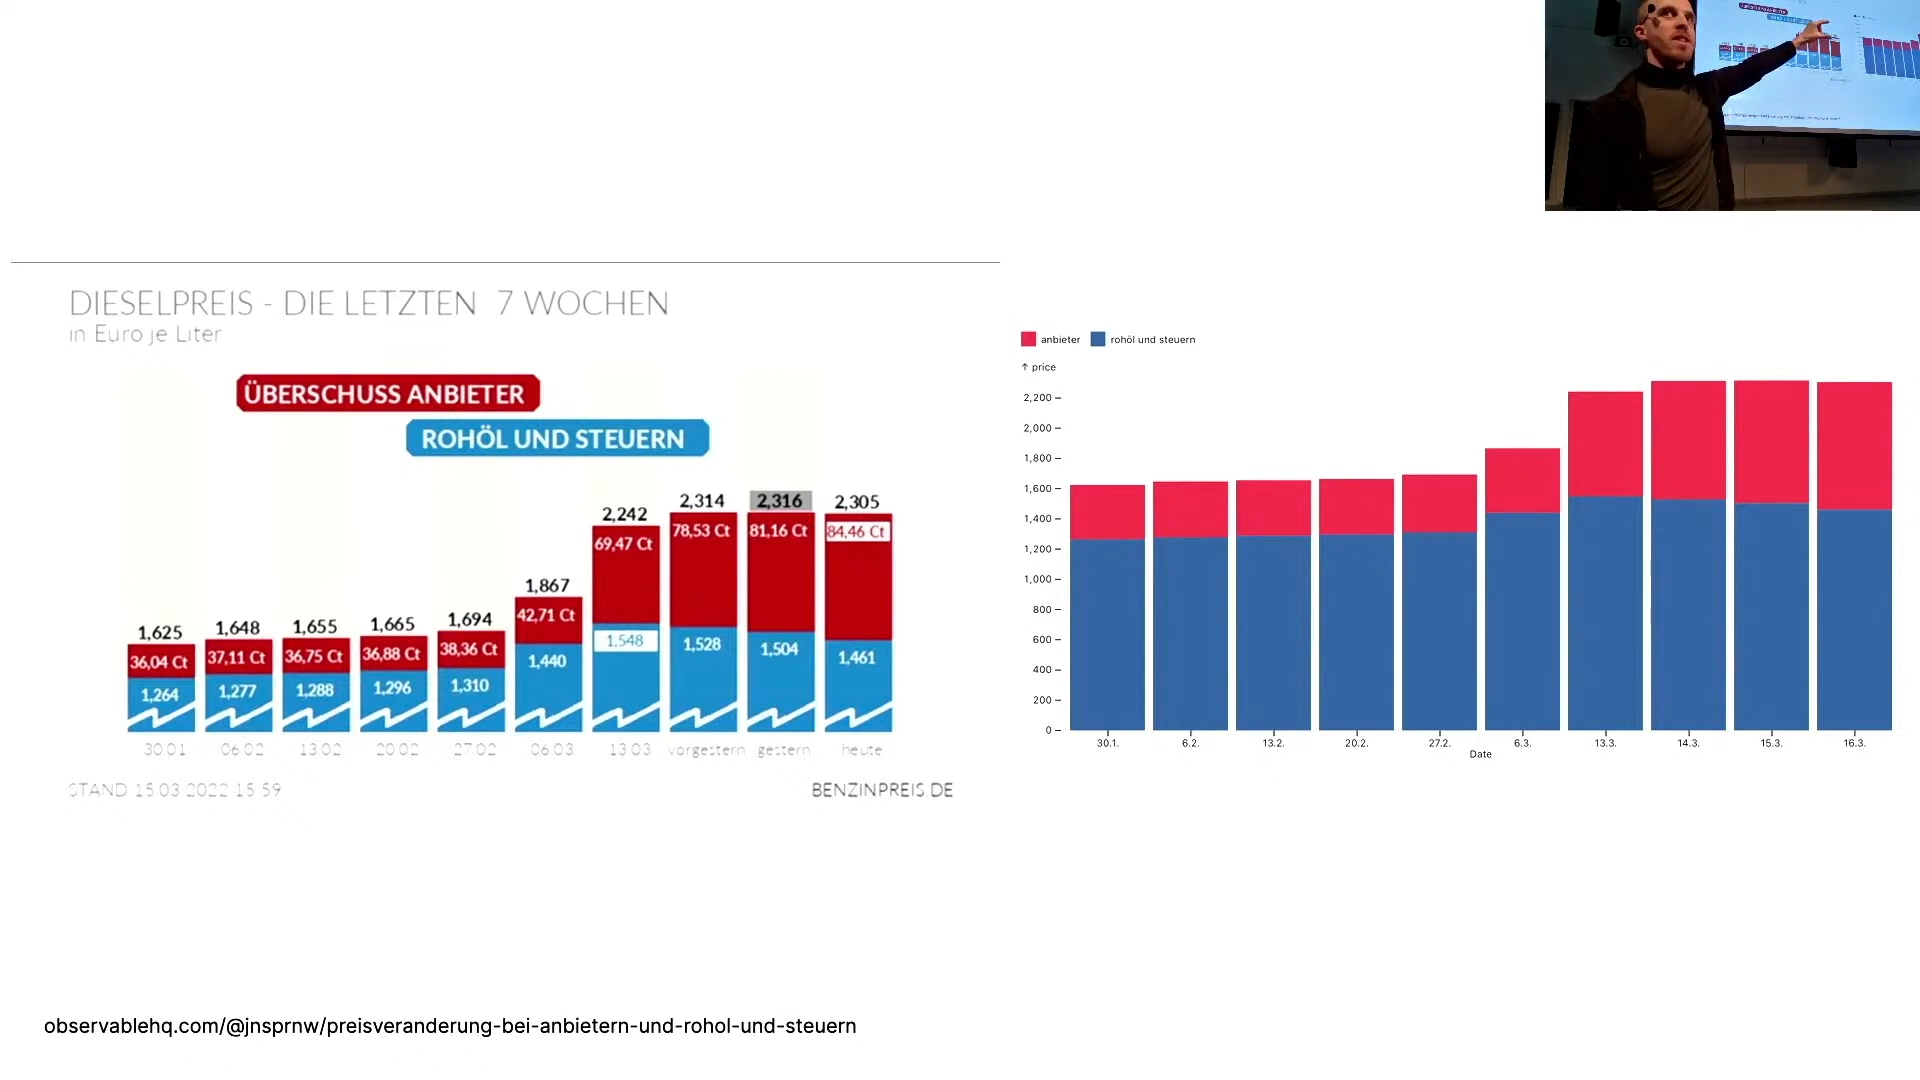 DIESELPREIS - DIE LETZTEN 7 WOCHEN
in Euro je Liter
ÜBERSCHUSS ANBIETER
ROHÖL UND STEUERN
1,625 1,648 1,655 1,665 1,694 1,867 2,242 2,314 2,316 2,305
36,04 Ct 37,11 Ct 36,75 Ct 36,88 Ct 38,36 Ct 42,71 Ct 69,47 Ct 78,53 Ct 81,16 Ct 84,46 Ct
1,264 1,277 1,288 1,296 1,310 1,440 1,548 1,528 1,504 1,461
30.01 06.02 13.02 20.02 27.02 06.03 13.03 vorgestern gestern heute
STAND 15.03.2022 15:59
BENZINPREIS.DE
anbieter rohöl und steuern
↑ price
2,200
2,000
1,800
1,600
1,400
1,200
1,000
800
600
400
200
0
30.1. 6.2. 13.2. 20.2. 27.2. 6.3. 13.3. 14.3. 15.3. 16.3.
Date
observablehq.com/@jnsprnw/preisveranderung-bei-anbietern-und-rohol-und-steuern